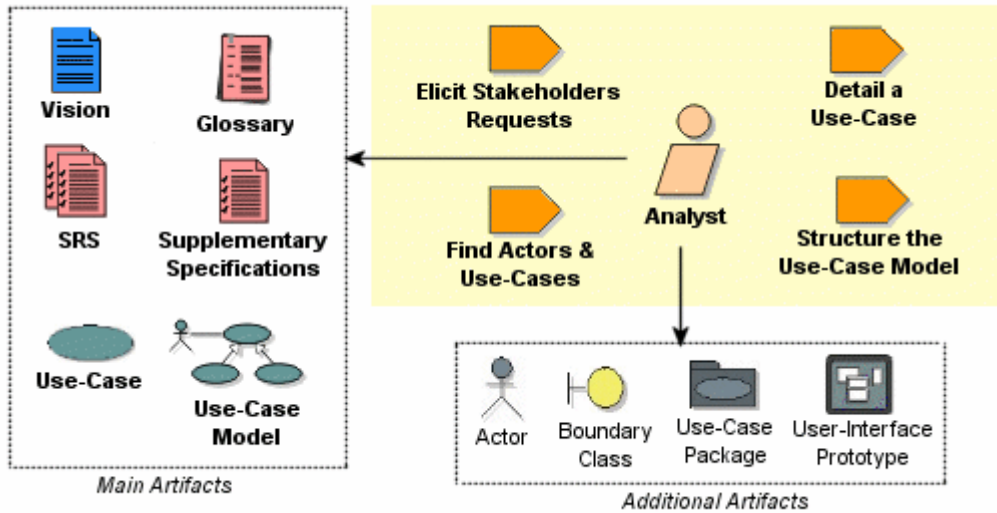 Vision
Glossary
SRS
Supplementary
Specifications
Use-Case
Use-Case
Model
Main Artifacts
Elicit Stakeholders
Requests
Detail a
Use-Case
Analyst
Find Actors &
Use-Cases
Structure the
Use-Case Model
Actor
Boundary
Class
Use-Case
Package
User-Interface
Prototype
Additional Artifacts